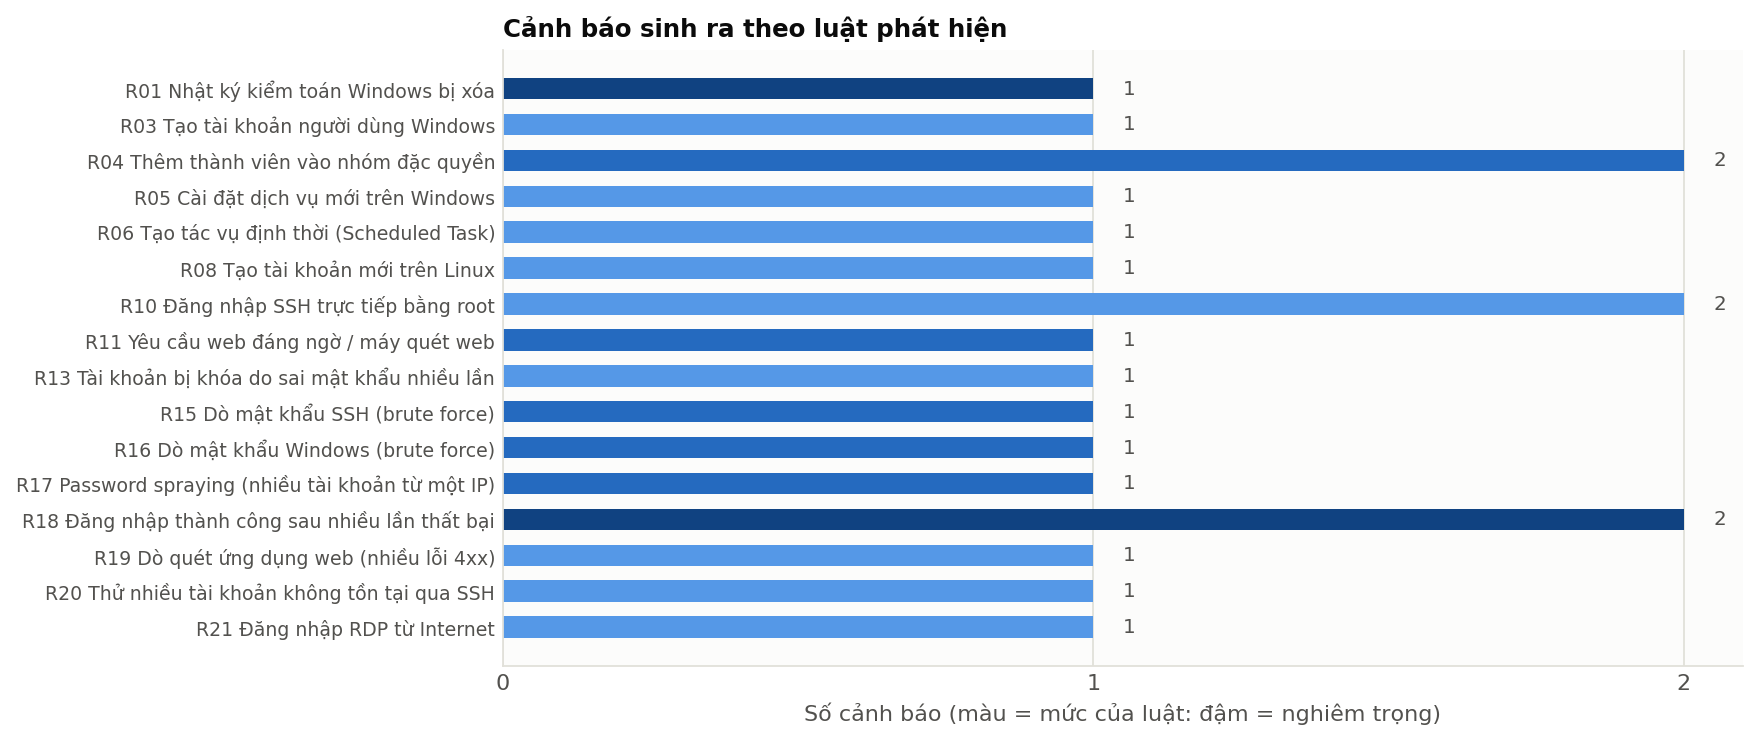 Cảnh báo sinh ra theo luật phát hiện
R01 Nhật ký kiểm toán Windows bị xóa 1
R03 Tạo tài khoản người dùng Windows 1
R04 Thêm thành viên vào nhóm đặc quyền 2
R05 Cài đặt dịch vụ mới trên Windows 1
R06 Tạo tác vụ định thời (Scheduled Task) 1
R08 Tạo tài khoản mới trên Linux 1
R10 Đăng nhập SSH trực tiếp bằng root 2
R11 Yêu cầu web đáng ngờ / máy quét web 1
R13 Tài khoản bị khóa do sai mật khẩu nhiều lần 1
R15 Dò mật khẩu SSH (brute force) 1
R16 Dò mật khẩu Windows (brute force) 1
R17 Password spraying (nhiều tài khoản từ một IP) 1
R18 Đăng nhập thành công sau nhiều lần thất bại 2
R19 Dò quét ứng dụng web (nhiều lỗi 4xx) 1
R20 Thử nhiều tài khoản không tồn tại qua SSH 1
R21 Đăng nhập RDP từ Internet 1
0 1 2
Số cảnh báo (màu = mức của luật: đậm = nghiêm trọng)